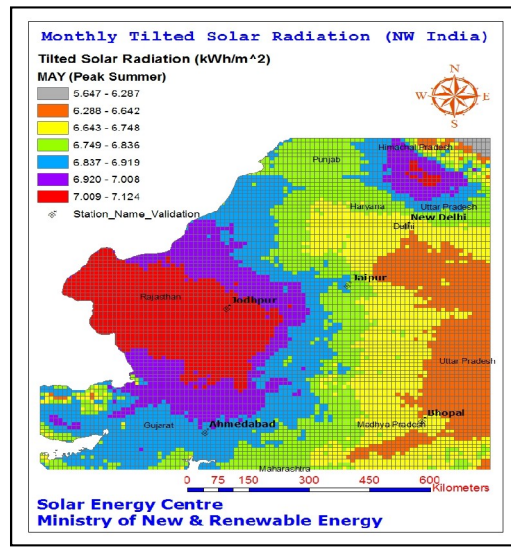 Monthly Tilted Solar Radiation (NW India)
Tilted Solar Radiation (kWh/m^2)
MAY (Peak Summer)
5.647 - 6.287
6.288 - 6.642
6.643 - 6.748
6.749 - 6.836
6.837 - 6.919
6.920 - 7.008
7.009 - 7.124
Station_Name_Validation
N
W E
S
Himachal Pradesh
Punjab
Haryana
Uttar Pradesh
New Delhi
Delhi
Jaipur
Rajadhan
Jodhpur
Uttar Pradesh
Bhopal
Gujarat
Ahmedabad
Madhya Pradesh
Maharashtra
0 75 150 300 450 600
Kilometers
Solar Energy Centre
Ministry of New & Renewable Energy